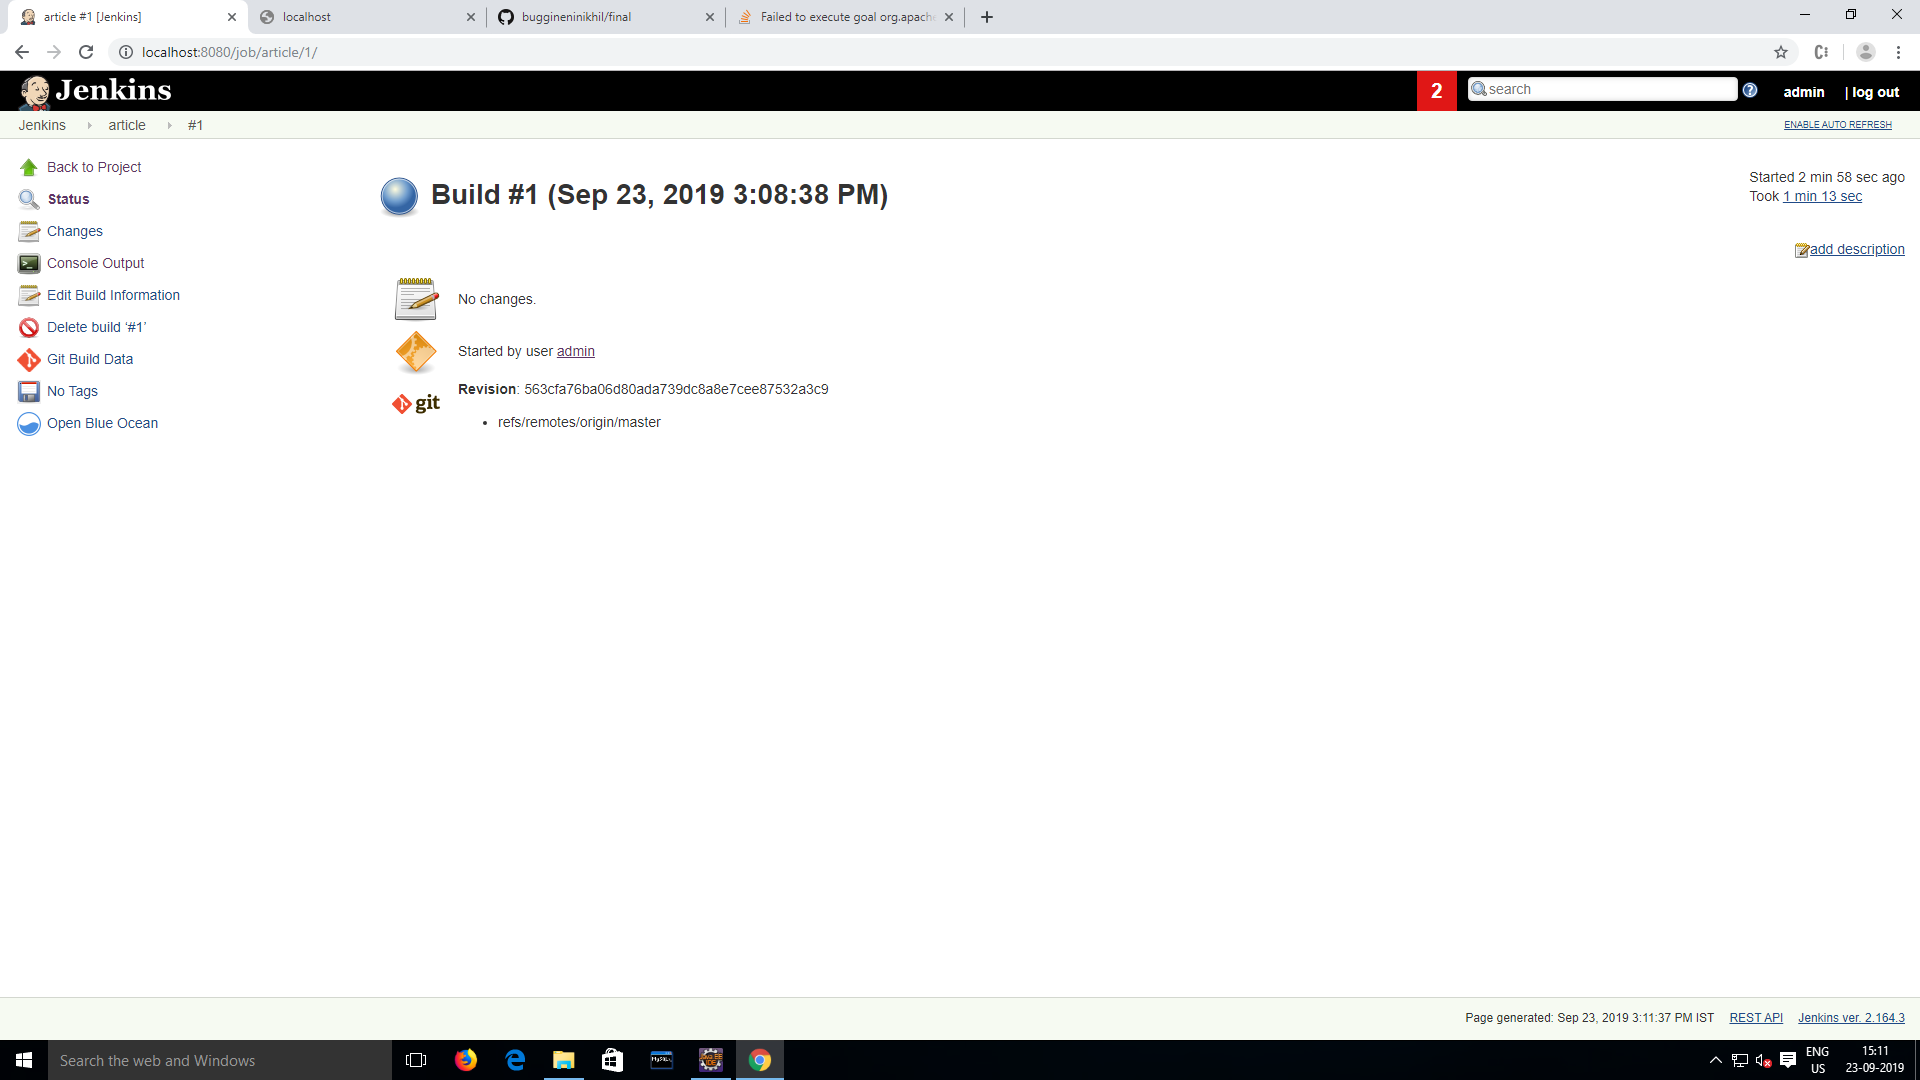 article #1 [Jenkins]
localhost
buggineninikhil/final
Failed to execute goal org.apache
localhost:8080/job/article/1/
Jenkins
2
search
admin
| log out
Jenkins
article
#1
ENABLE AUTO REFRESH
Back to Project
Status
Changes
Console Output
Edit Build Information
Delete build ‘#1’
Git Build Data
No Tags
Open Blue Ocean
Build #1 (Sep 23, 2019 3:08:38 PM)
Started 2 min 58 sec ago
Took 1 min 13 sec
add description
No changes.
Started by user admin
git
Revision: 563cfa76ba06d80ada739dc8a8e7cee87532a3c9
refs/remotes/origin/master
Page generated: Sep 23, 2019 3:11:37 PM IST
REST API
Jenkins ver. 2.164.3
Search the web and Windows
ENG
US
15:11
23-09-2019